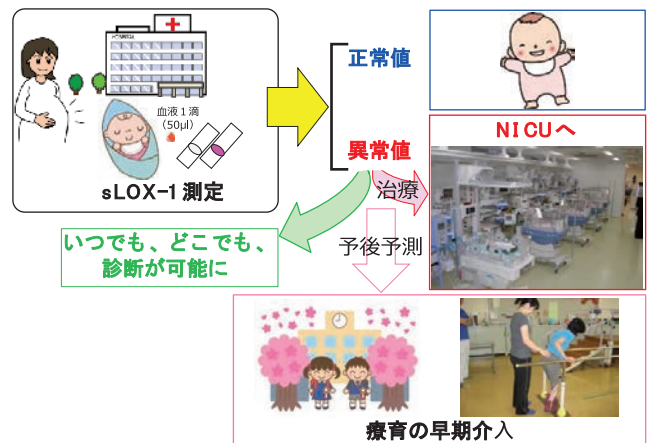 HOSPITAL
血液1滴
(50μl)
sLOX-1 測定
正常値
異常値
NICUへ
治療
予後予測
いつでも、どこでも、
診断が可能に
療育の早期介入